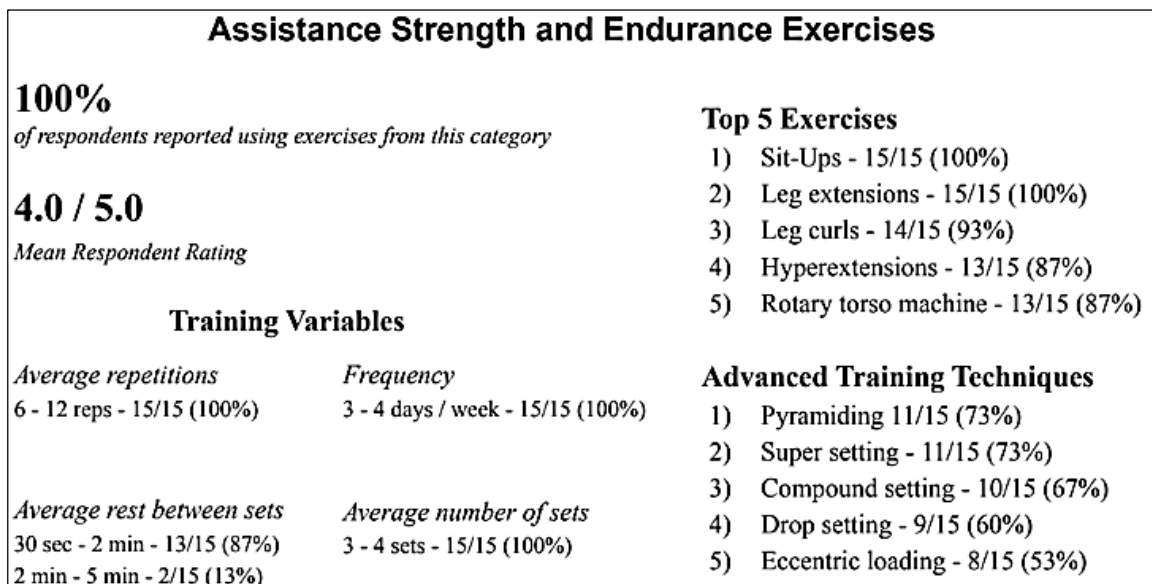 Assistance Strength and Endurance Exercises
100%
of respondents reported using exercises from this category
4.0 / 5.0
Mean Respondent Rating
Training Variables
Average repetitions
6 - 12 reps - 15/15 (100%)
Frequency
3 - 4 days / week - 15/15 (100%)
Average rest between sets
30 sec - 2 min - 13/15 (87%)
2 min - 5 min - 2/15 (13%)
Average number of sets
3 - 4 sets - 15/15 (100%)
Top 5 Exercises
1) Sit-Ups - 15/15 (100%)
2) Leg extensions - 15/15 (100%)
3) Leg curls - 14/15 (93%)
4) Hyperextensions - 13/15 (87%)
5) Rotary torso machine - 13/15 (87%)
Advanced Training Techniques
1) Pyramiding 11/15 (73%)
2) Super setting - 11/15 (73%)
3) Compound setting - 10/15 (67%)
4) Drop setting - 9/15 (60%)
5) Eccentric loading - 8/15 (53%)